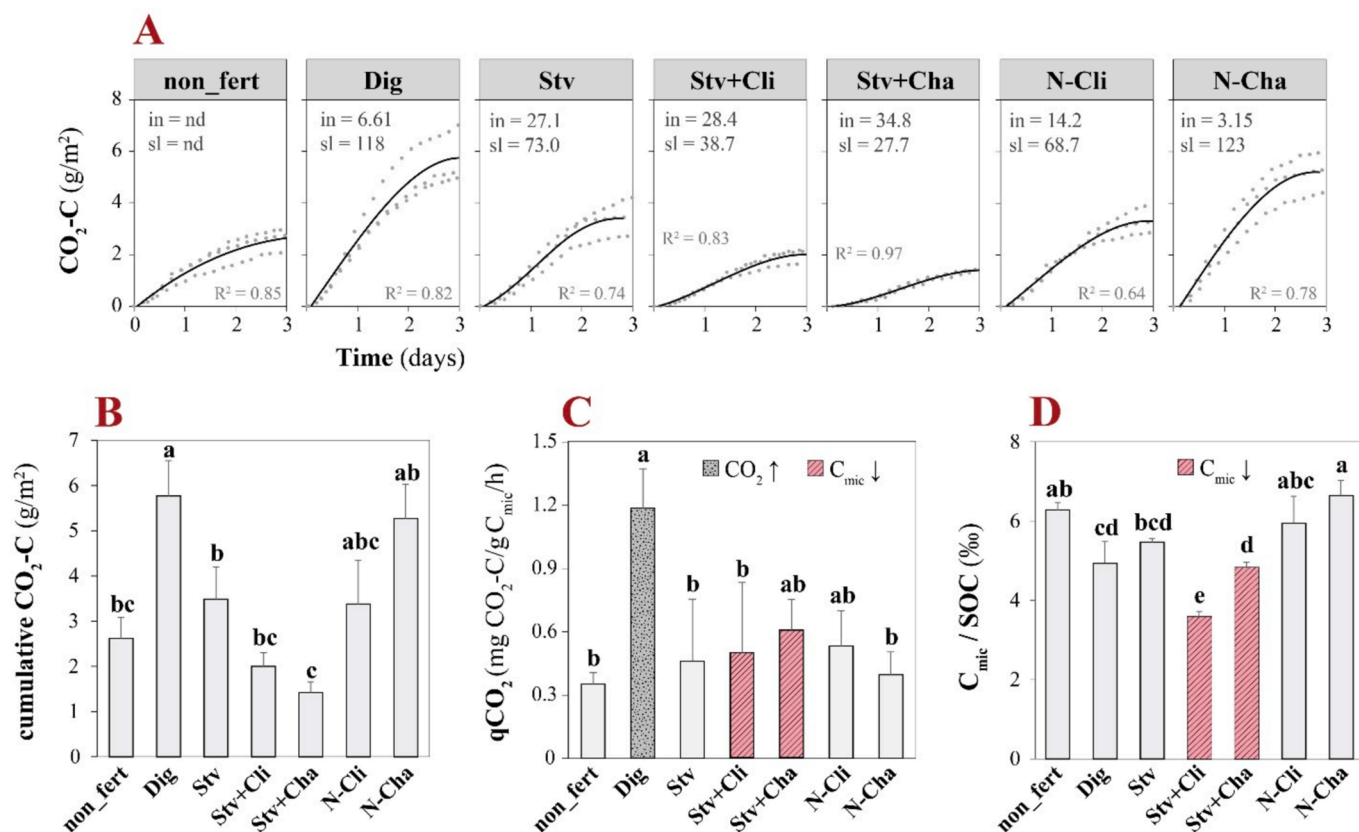 A
non_fert Dig Stv Stv+Cli Stv+Cha N-Cli N-Cha
CO₂-C (g/m²)
8
6
4
2
0
in = nd
sl = nd
R² = 0.85
in = 6.61
sl = 118
R² = 0.82
in = 27.1
sl = 73.0
R² = 0.74
in = 28.4
sl = 38.7
R² = 0.83
in = 34.8
sl = 27.7
R² = 0.97
in = 14.2
sl = 68.7
R² = 0.64
in = 3.15
sl = 123
R² = 0.78
0 1 2 3 1 2 3 1 2 3 1 2 3 1 2 3 1 2 3 1 2 3
Time (days)
B
cumulative CO₂-C (g/m²)
7
6
5
4
3
2
1
0
bc a b bc c abc ab
non_fert Dig Stv Stv+Cli Stv+Cha N-Cli N-Cha
C
qCO₂ (mg CO₂-C/g Cmic/h)
1.5
1.2
0.9
0.6
0.3
0
CO₂ ↑ Cmic ↓
b a b b ab ab b
non_fert Dig Stv Stv+Cli Stv+Cha N-Cli N-Cha
D
Cmic / SOC (‰)
8
6
4
2
0
Cmic ↓
ab cd bcd e d abc a
non_fert Dig Stv Stv+Cli Stv+Cha N-Cli N-Cha